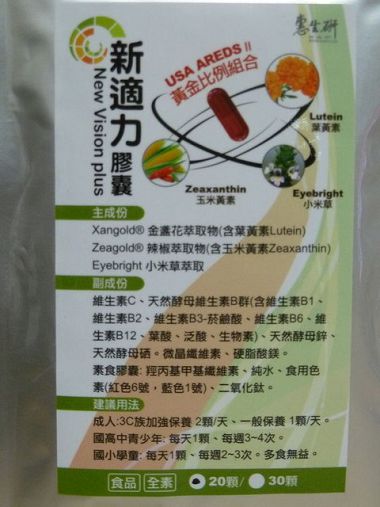 惠生研
新適力膠囊
New Vision plus
USA AREDS II
黃金比例組合
Lutein
葉黃素
Zeaxanthin
玉米黃素
Eyebright
小米草
主成份
Xangold® 金盞花萃取物(含葉黃素Lutein)
Zeagold® 辣椒萃取物(含玉米黃素Zeaxanthin)
Eyebright 小米草萃取
副成份
維生素C、天然酵母維生素B群(含維生素B1、
維生素B2、維生素B3-菸鹼酸、維生素B6、維
生素B12、葉酸、泛酸、生物素)、天然酵母鋅、
天然酵母硒。微晶纖維素、硬脂酸鎂。
素食膠囊: 羥丙基甲基纖維素、純水、食用色
素(紅色6號，藍色1號)、二氧化鈦。
建議用法
成人:3C族加強保養 2顆/天、一般保養 1顆/天。
國高中青少年: 每天1顆、每週3~4次。
國小學童: 每天1顆、每週2~3次。多食無益。
食品 全素 20顆/ 30顆